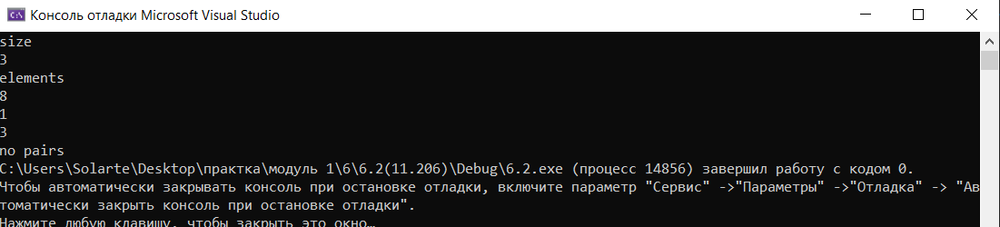 Консоль отладки Microsoft Visual Studio
size
3
elements
8
1
3
no pairs
C:\Users\Solarte\Desktop\практка\модуль 1\6\6.2(11.206)\Debug\6.2.exe (процесс 14856) завершил работу с кодом 0.
Чтобы автоматически закрывать консоль при остановке отладки, включите параметр "Сервис" ->"Параметры" ->"Отладка" -> "Ав
томатически закрыть консоль при остановке отладки".
Нажмите любую клавишу, чтобы закрыть это окно…